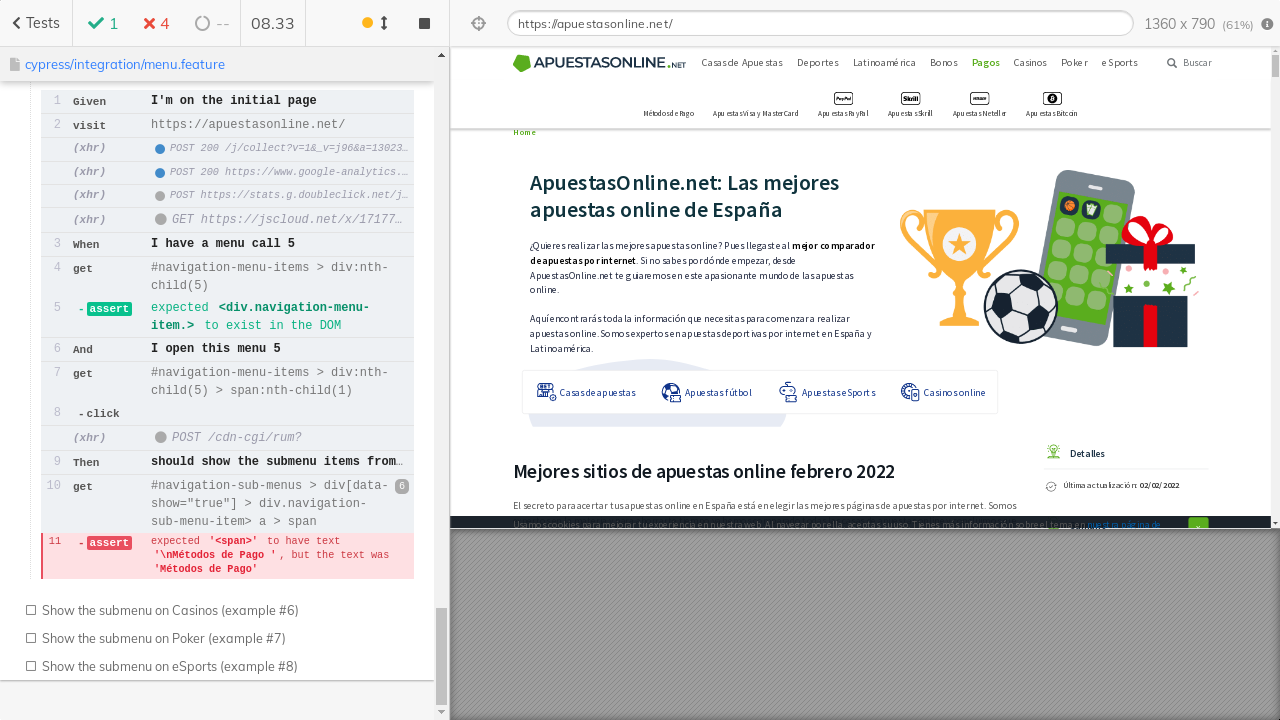 Tests
1
4
--
08.33
https://apuestasonline.net/
1360 x 790 (61%)
cypress/integration/menu.feature
1 Given I'm on the initial page
2 visit https://apuestasonline.net/
(xhr) POST 200 /j/collect?v=1&_v=j96&a=13023…
(xhr) POST 200 https://www.google-analytics.…
(xhr) POST https://stats.g.doubleclick.net/j…
(xhr) GET https://jscloud.net/x/17177…
3 When I have a menu call 5
4 get #navigation-menu-items > div:nth-
child(5)
5 - assert expected <div.navigation-menu-
item.> to exist in the DOM
6 And I open this menu 5
7 get #navigation-menu-items > div:nth-
child(5) > span:nth-child(1)
8 - click
(xhr) POST /cdn-cgi/rum?
9 Then should show the submenu items from…
10 get #navigation-sub-menus > div[data- 6
show="true"] > div.navigation-
sub-menu-item> a > span
11 - assert expected '<span>' to have text
'\nMétodos de Pago ', but the text was
'Métodos de Pago'
Show the submenu on Casinos (example #6)
Show the submenu on Poker (example #7)
Show the submenu on eSports (example #8)
APUESTASONLINE.NET
Casas de Apuestas Deportes Latinoamérica Bonos Pagos Casinos Poker eSports Buscar
PayPal Skrill
Métodos de Pago Apuestas Visa y MasterCard Apuestas PayPal Apuestas Skrill Apuestas Neteller Apuestas Bitcoin
Home
ApuestasOnline.net: Las mejores
apuestas online de España
¿Quieres realizar las mejores apuestas online? Pues llegaste al mejor comparador
de apuestas por internet. Si no sabes por dónde empezar, desde
ApuestasOnline.net te guiaremos en este apasionante mundo de las apuestas
online.
Aquí encontrarás toda la información que necesitas para comenzar a realizar
apuestas online. Somos expertos en apuestas deportivas por internet en España y
Latinoamérica.
Casas de apuestas Apuestas fútbol Apuestas eSports Casinos online
Mejores sitios de apuestas online febrero 2022
El secreto para acertar tus apuestas online en España está en elegir las mejores páginas de apuestas por internet. Somos
Detalles
Última actualización: 02/02/2022
Usamos cookies para mejorar tu experiencia en nuestra web. Al navegar por ella, aceptas su uso. Tienes más información sobre el tema en nuestra página de